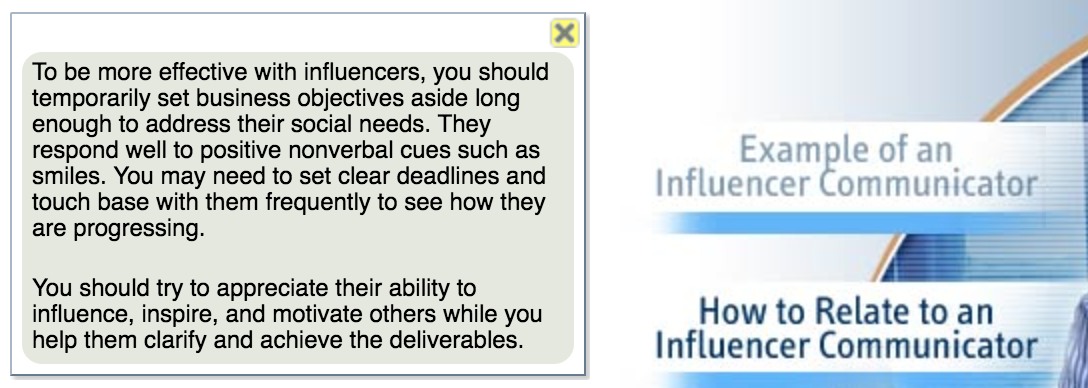 To be more effective with influencers, you should
temporarily set business objectives aside long
enough to address their social needs. They
respond well to positive nonverbal cues such as
smiles. You may need to set clear deadlines and
touch base with them frequently to see how they
are progressing.
You should try to appreciate their ability to
influence, inspire, and motivate others while you
help them clarify and achieve the deliverables.
Example of an
Influencer Communicator
How to Relate to an
Influencer Communicator